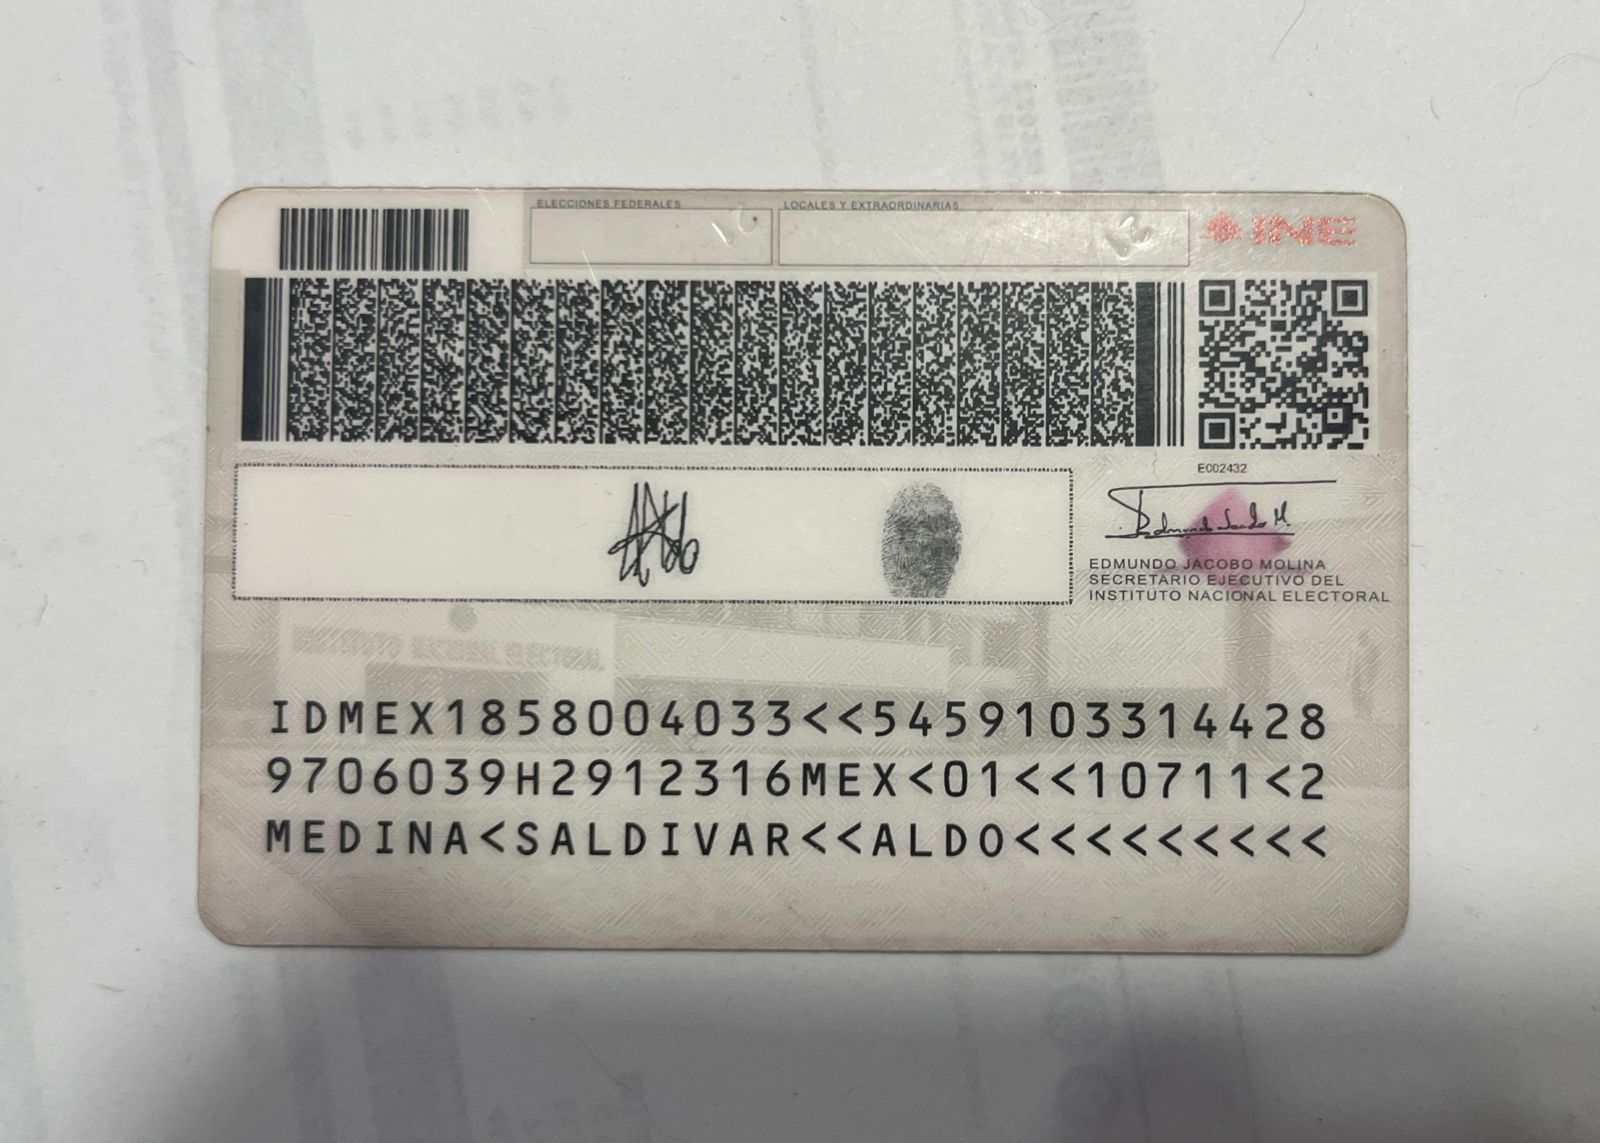 ELECCIONES FEDERALES
LOCALES Y EXTRAORDINARIAS
INE
E002432
EDMUNDO JACOBO MOLINA
SECRETARIO EJECUTIVO DEL
INSTITUTO NACIONAL ELECTORAL
IDMEX1858004033<<5459103314428
9706039H2912316MEX<01<<10711<2
MEDINA<SALDIVAR<<ALDO<<<<<<<<<